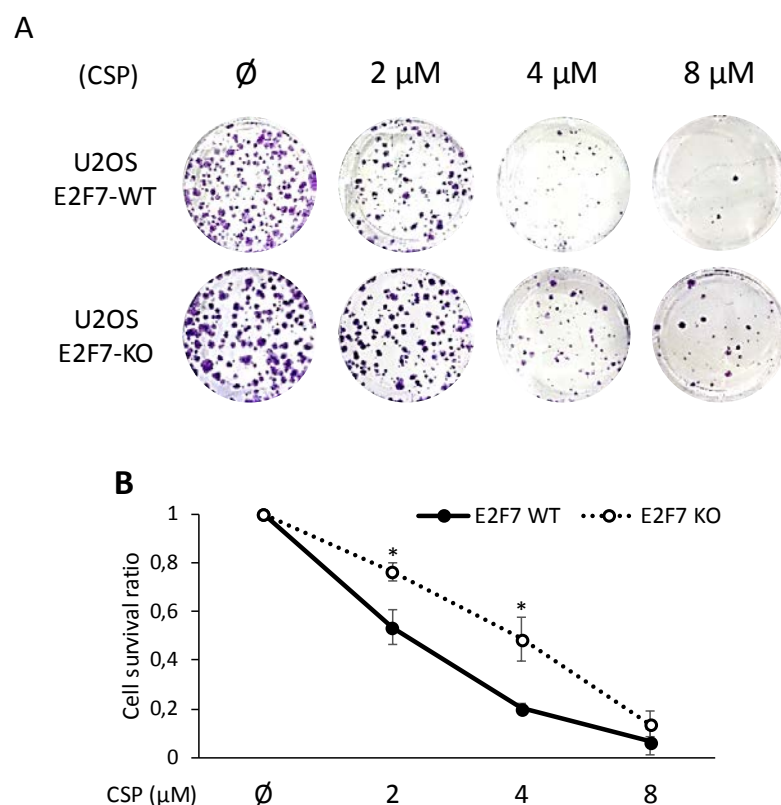 A
(CSP) Ø 2 µM 4 µM 8 µM
U2OS
E2F7-WT
U2OS
E2F7-KO
B
E2F7 WT E2F7 KO
1
0,8
0,6
0,4
0,2
0
* *
Cell survival ratio
CSP (µM) Ø 2 4 8